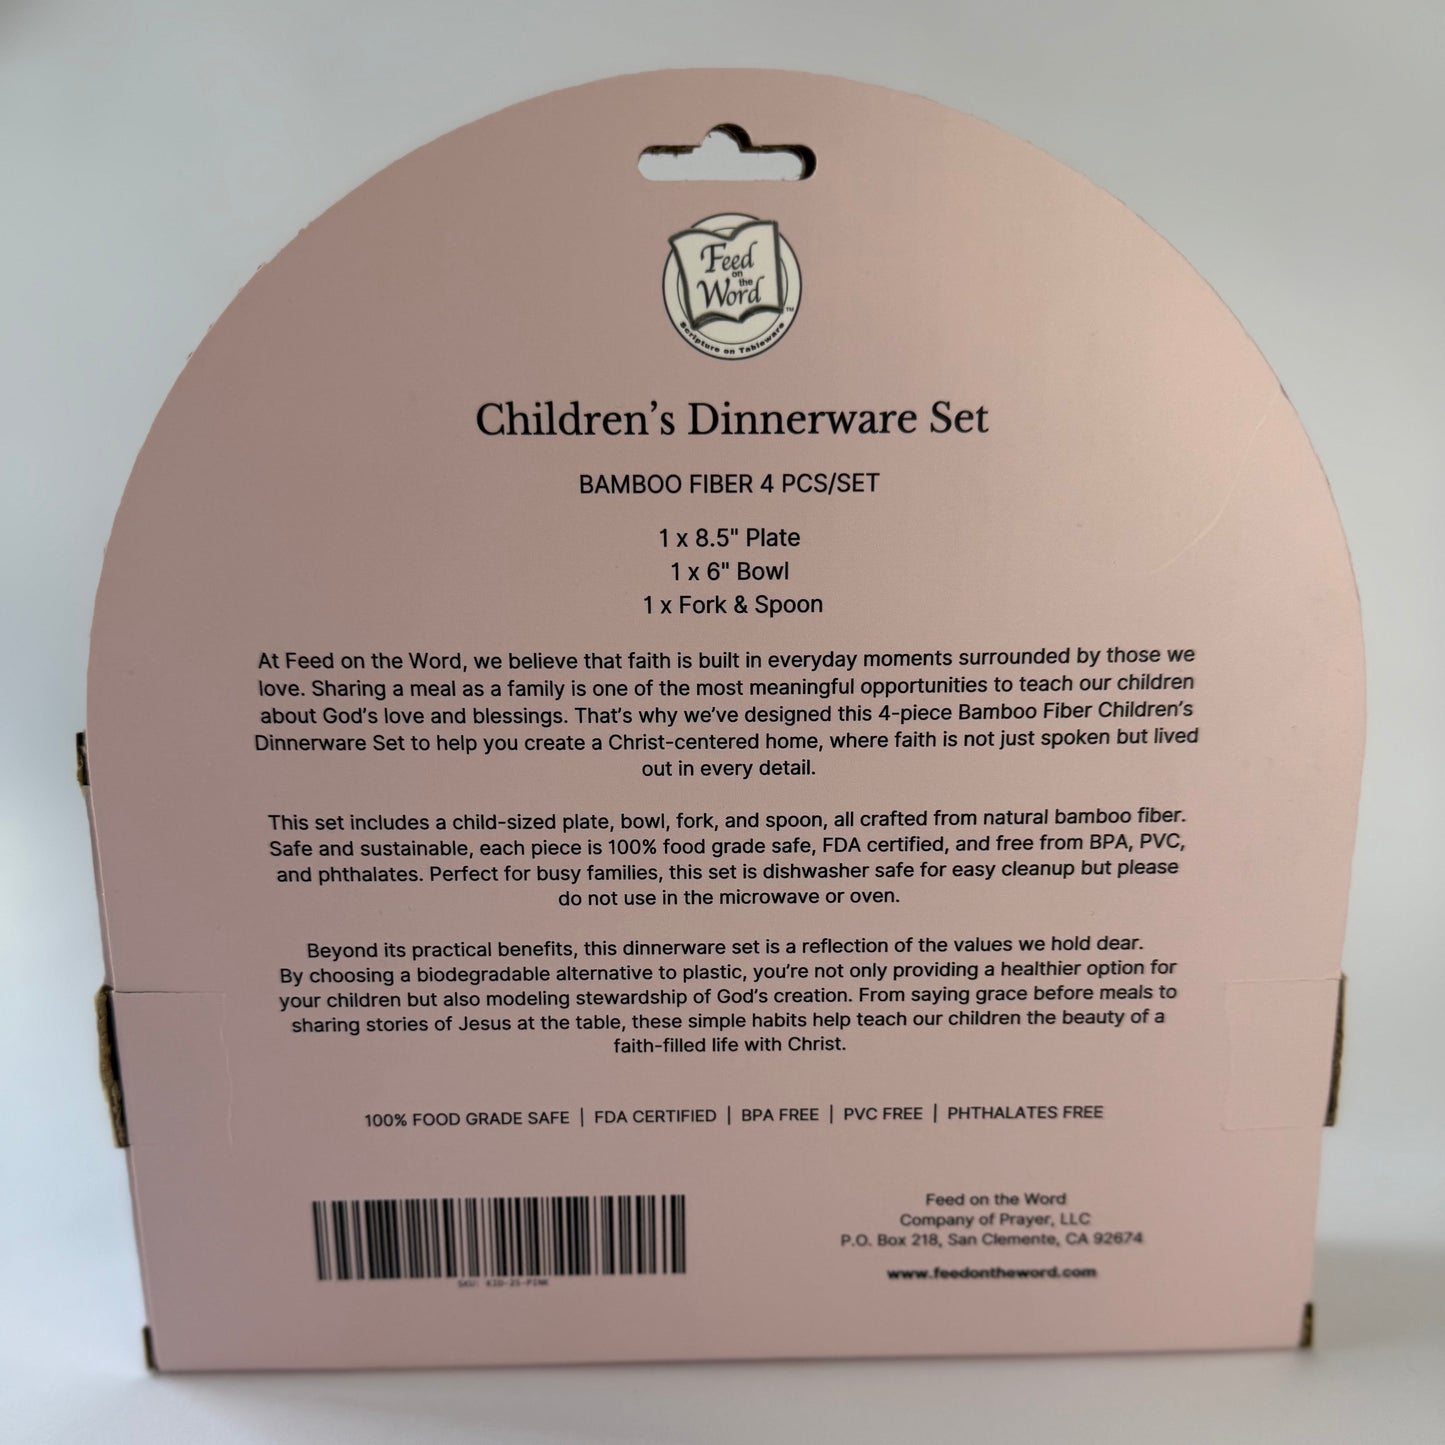 Feed
on
the
Word
TM
Scripture on Tableware
Children's Dinnerware Set
BAMBOO FIBER 4 PCS/SET
1 x 8.5" Plate
1 x 6" Bowl
1 x Fork & Spoon
At Feed on the Word, we believe that faith is built in everyday moments surrounded by those we
love. Sharing a meal as a family is one of the most meaningful opportunities to teach our children
about God's love and blessings. That's why we've designed this 4-piece Bamboo Fiber Children's
Dinnerware Set to help you create a Christ-centered home, where faith is not just spoken but lived
out in every detail.
This set includes a child-sized plate, bowl, fork, and spoon, all crafted from natural bamboo fiber.
Safe and sustainable, each piece is 100% food grade safe, FDA certified, and free from BPA, PVC,
and phthalates. Perfect for busy families, this set is dishwasher safe for easy cleanup but please
do not use in the microwave or oven.
Beyond its practical benefits, this dinnerware set is a reflection of the values we hold dear.
By choosing a biodegradable alternative to plastic, you're not only providing a healthier option for
your children but also modeling stewardship of God's creation. From saying grace before meals to
sharing stories of Jesus at the table, these simple habits help teach our children the beauty of a
faith-filled life with Christ.
100% FOOD GRADE SAFE | FDA CERTIFIED | BPA FREE | PVC FREE | PHTHALATES FREE
SKU: KID-25-PINK
Feed on the Word
Company of Prayer, LLC
P.O. Box 218, San Clemente, CA 92674
www.feedontheword.com